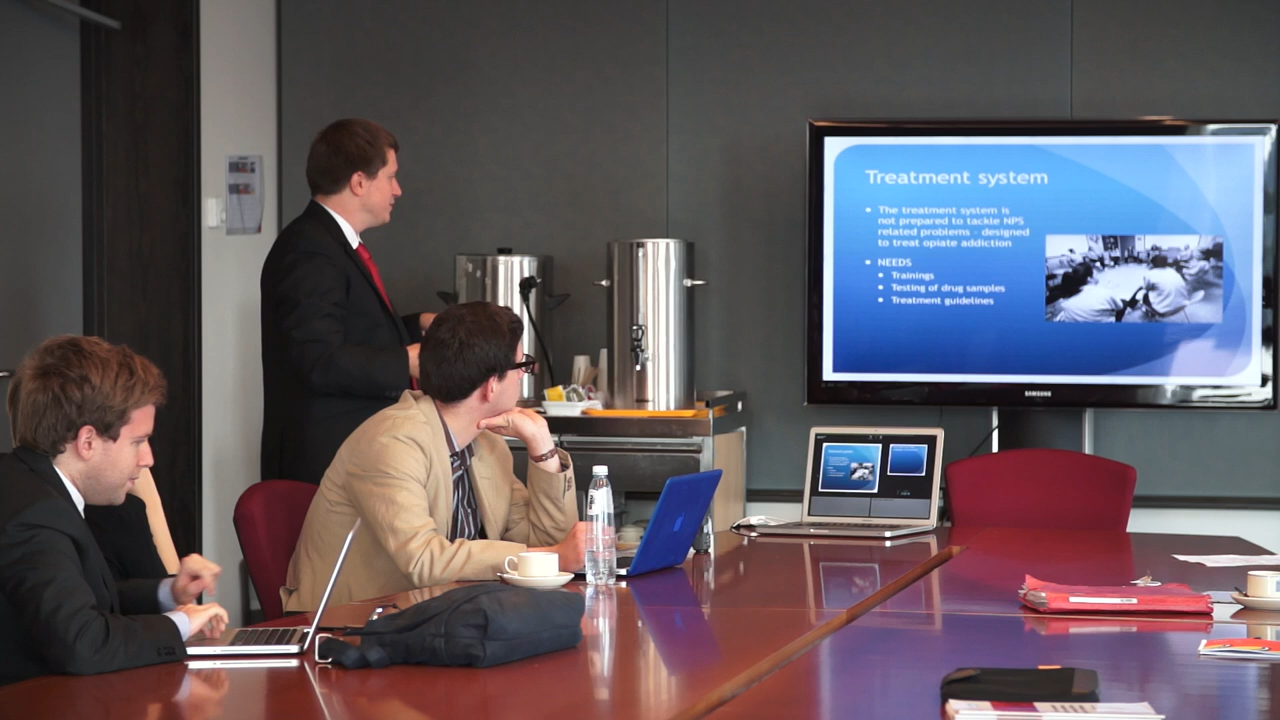 Treatment system
• The treatment system is
not prepared to tackle NPS
related problems - designed
to treat opiate addiction
• NEEDS
• Trainings
• Testing of drug samples
• Treatment guidelines
SAMSUNG